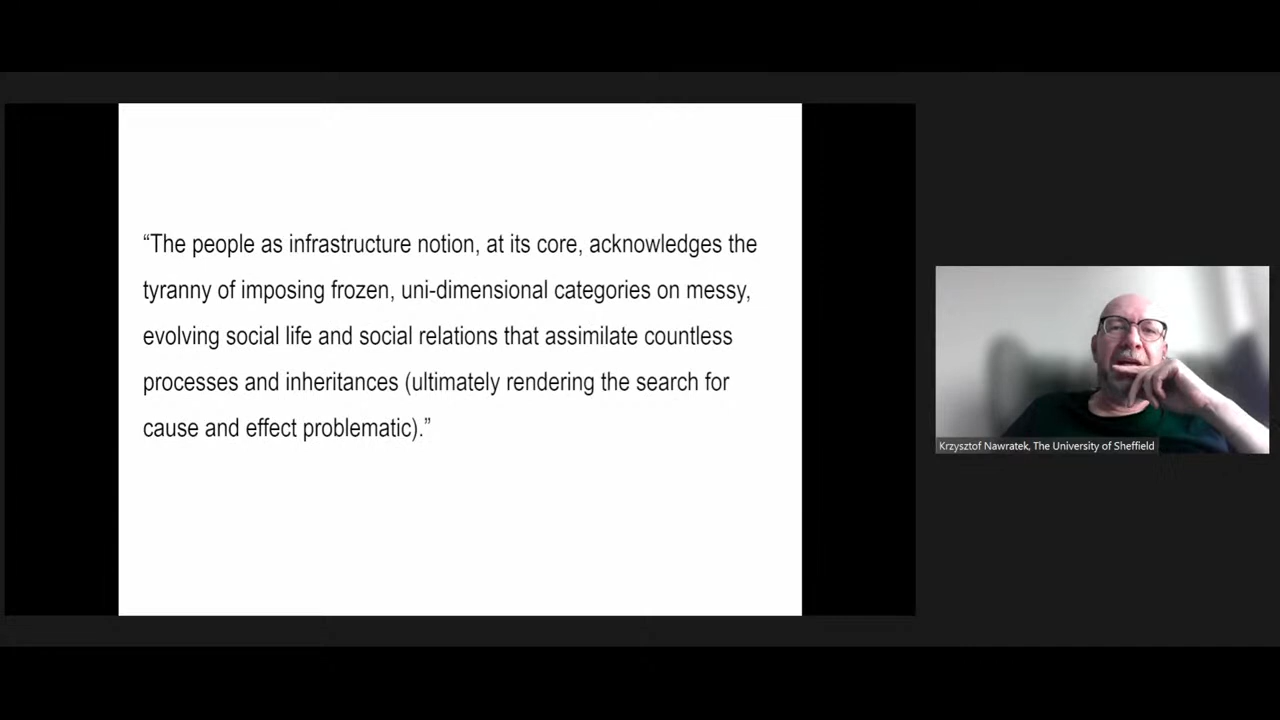 “The people as infrastructure notion, at its core, acknowledges the
tyranny of imposing frozen, uni-dimensional categories on messy,
evolving social life and social relations that assimilate countless
processes and inheritances (ultimately rendering the search for
cause and effect problematic).”
Krzysztof Nawratek, The University of Sheffield